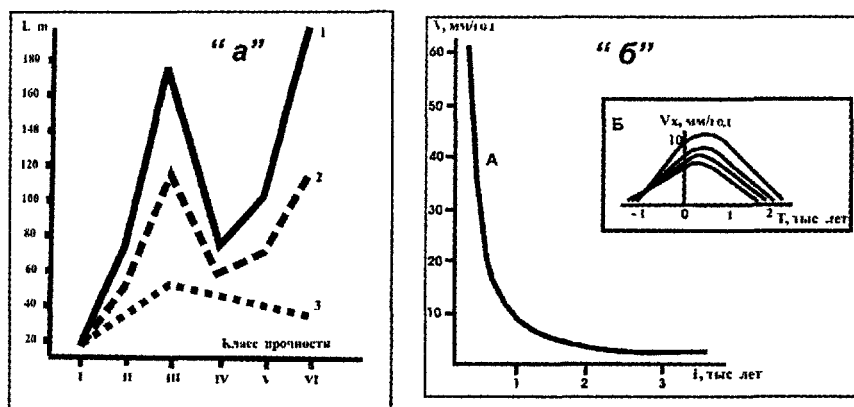 L m
“ а”
180
160
148
120
100
80
60
40
20
1
2
3
Класс прочности
I II III IV V VI
V, мм/год
“ б”
60
50
40
30
20
10
А
Б
Vx, мм/год
10
-1 0 1 2 Т, тыс лет
1 2 3
t, тыс лет